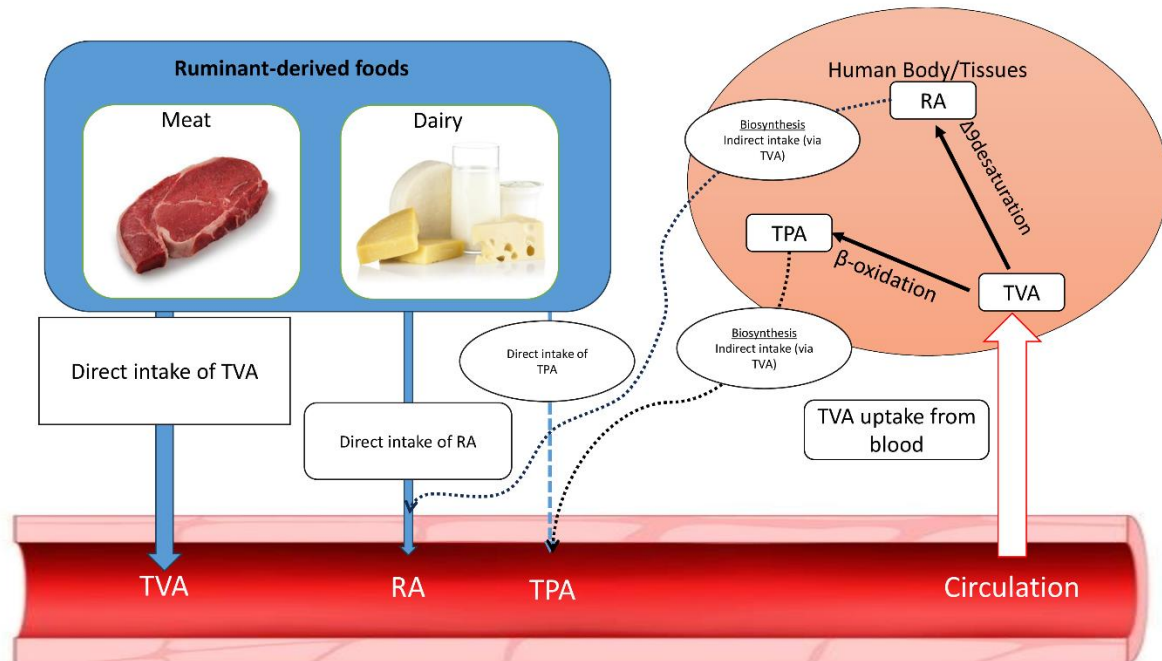 Ruminant-derived foods
Meat
Dairy
Direct intake of TVA
Direct intake of RA
Direct intake of
TPA
Human Body/Tissues
RA
Biosynthesis
Indirect intake (via
TVA)
Δ9desaturation
TPA
β-oxidation
TVA
Biosynthesis
Indirect intake (via
TVA)
TVA uptake from
blood
TVA
RA
TPA
Circulation